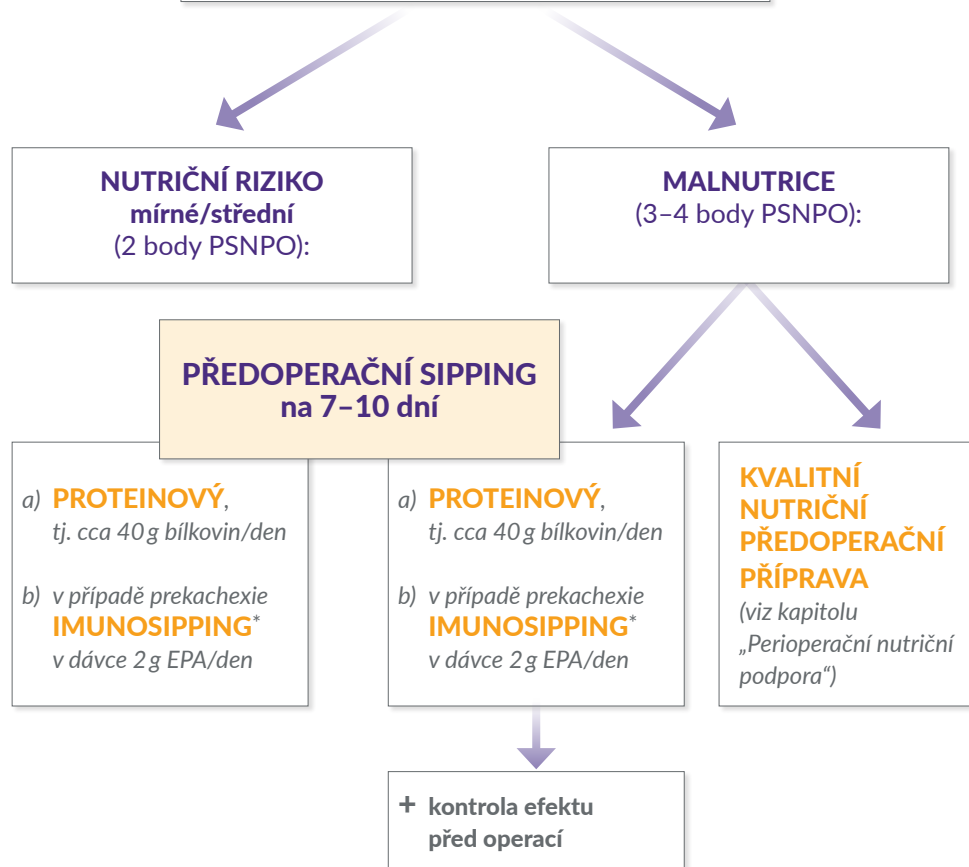 NUTRIČNÍ RIZIKO
mírné/střední
(2 body PSNPO):
MALNUTRICE
(3–4 body PSNPO):
PŘEDOPERAČNÍ SIPPING
na 7–10 dní
a) PROTEINOVÝ,
tj. cca 40 g bílkovin/den
b) v případě prekachexie
IMUNOSIPPING*
v dávce 2 g EPA/den
a) PROTEINOVÝ,
tj. cca 40 g bílkovin/den
b) v případě prekachexie
IMUNOSIPPING*
v dávce 2 g EPA/den
KVALITNÍ
NUTRIČNÍ
PŘEDOPERAČNÍ
PŘÍPRAVA
(viz kapitolu
„Perioperační nutriční
podpora“)
+ kontrola efektu
před operací